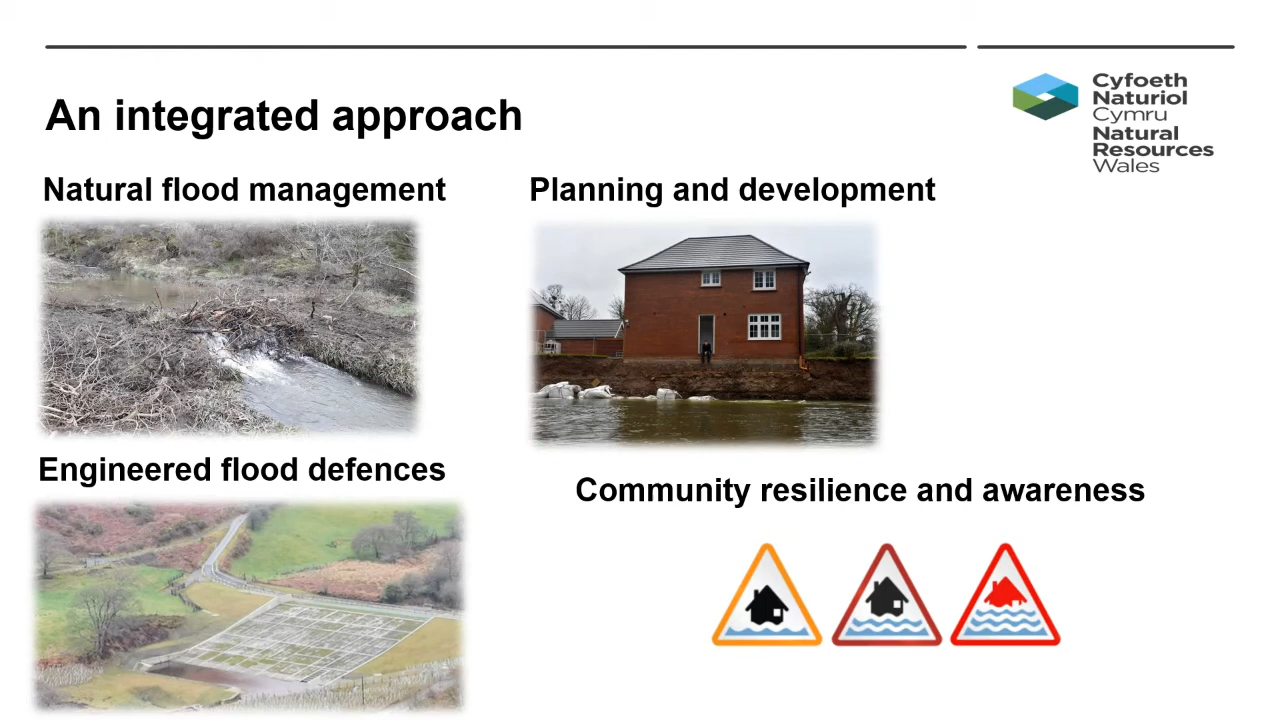 An integrated approach
Cyfoeth
Naturiol
Cymru
Natural
Resources
Wales
Natural flood management
Planning and development
Engineered flood defences
Community resilience and awareness